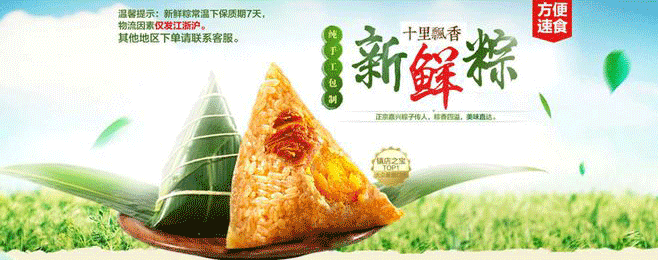 温馨提示：新鲜粽常温下保质期7天，
物流因素仅发江浙沪。
其他地区下单请联系客服。
纯手工包制
十里飘香
新鲜粽
正宗嘉兴粽子传人，粽香四溢，美味直达。
方便
速食
镇店之宝
TOP1